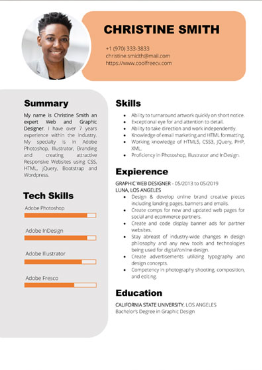 CHRISTINE SMITH
+1 (970) 333-3833
christine.smith@mail.com
https://www.coolfreecv.com
Summary
My name is Christine Smith an
expert Web and Graphic
Designer. I have over 7 years
experience within the industry.
My specialty is in Adobe
Photoshop, Illustrator, Branding
and creating attractive
Responsive Websites using CSS,
HTML, jQuery, Bootstrap and
Wordpress.
Tech Skills
Adobe Photoshop
Adobe InDesign
Adobe Illustrator
Adobe Fresco
Skills
• Ability to turnaround artwork quickly on short notice.
• Exceptional eye for and attention to detail.
• Ability to take direction and work independently.
• Knowledge of email marketing and HTML formatting.
• Working knowledge of HTML5, CSS3, jQuery, PHP,
XML.
• Proficiency in Photoshop, Illustrator and InDesign.
Experience
GRAPHIC WEB DESIGNER - 05/2013 to 05/2019
LUNA, LOS ANGELES
• Design & develop online brand creative pieces
including landing pages, banners and emails.
• Create comps for new and updated web pages for
social and ecommerce partners.
• Create and code display banner ads for partner
websites.
• Stay abreast of industry-wide changes in design
philosophy and any new tools and technologies
being used for digital/online design.
• Create advertisements utilizing typography and
design concepts.
• Competency in photography shooting, composition,
and editing.
Education
CALIFORNIA STATE UNIVERSITY, LOS ANGELES
Bachelor's Degree in Graphic Design